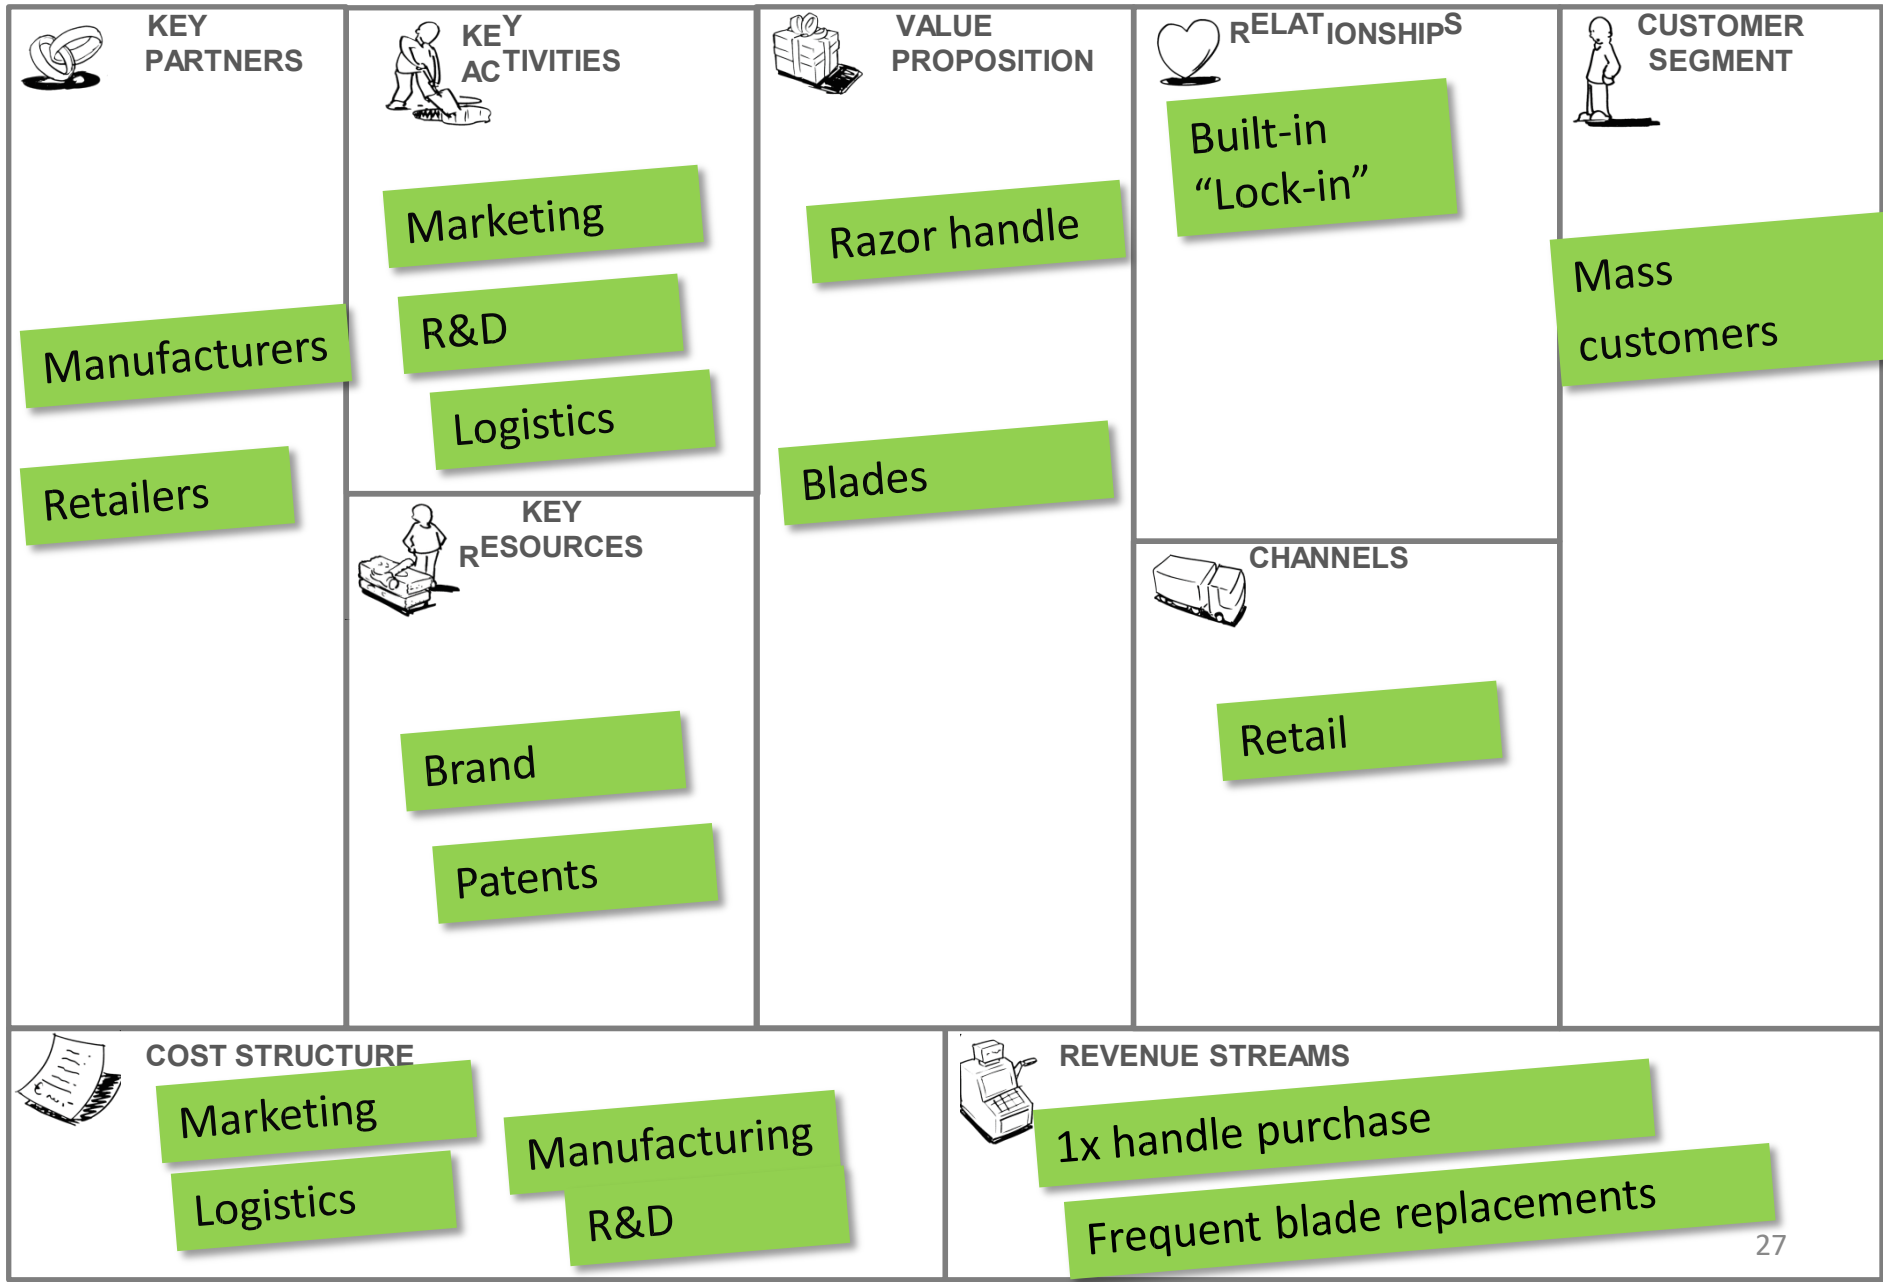 KEY
PARTNERS
Manufacturers
Retailers
KEY
ACTIVITIES
Marketing
R&D
Logistics
KEY
RESOURCES
Brand
Patents
VALUE
PROPOSITION
Razor handle
Blades
RELATIONSHIPS
Built-in
“Lock-in”
CHANNELS
Retail
CUSTOMER
SEGMENT
Mass
customers
COST STRUCTURE
Marketing
Logistics
Manufacturing
R&D
REVENUE STREAMS
1x handle purchase
Frequent blade replacements
27